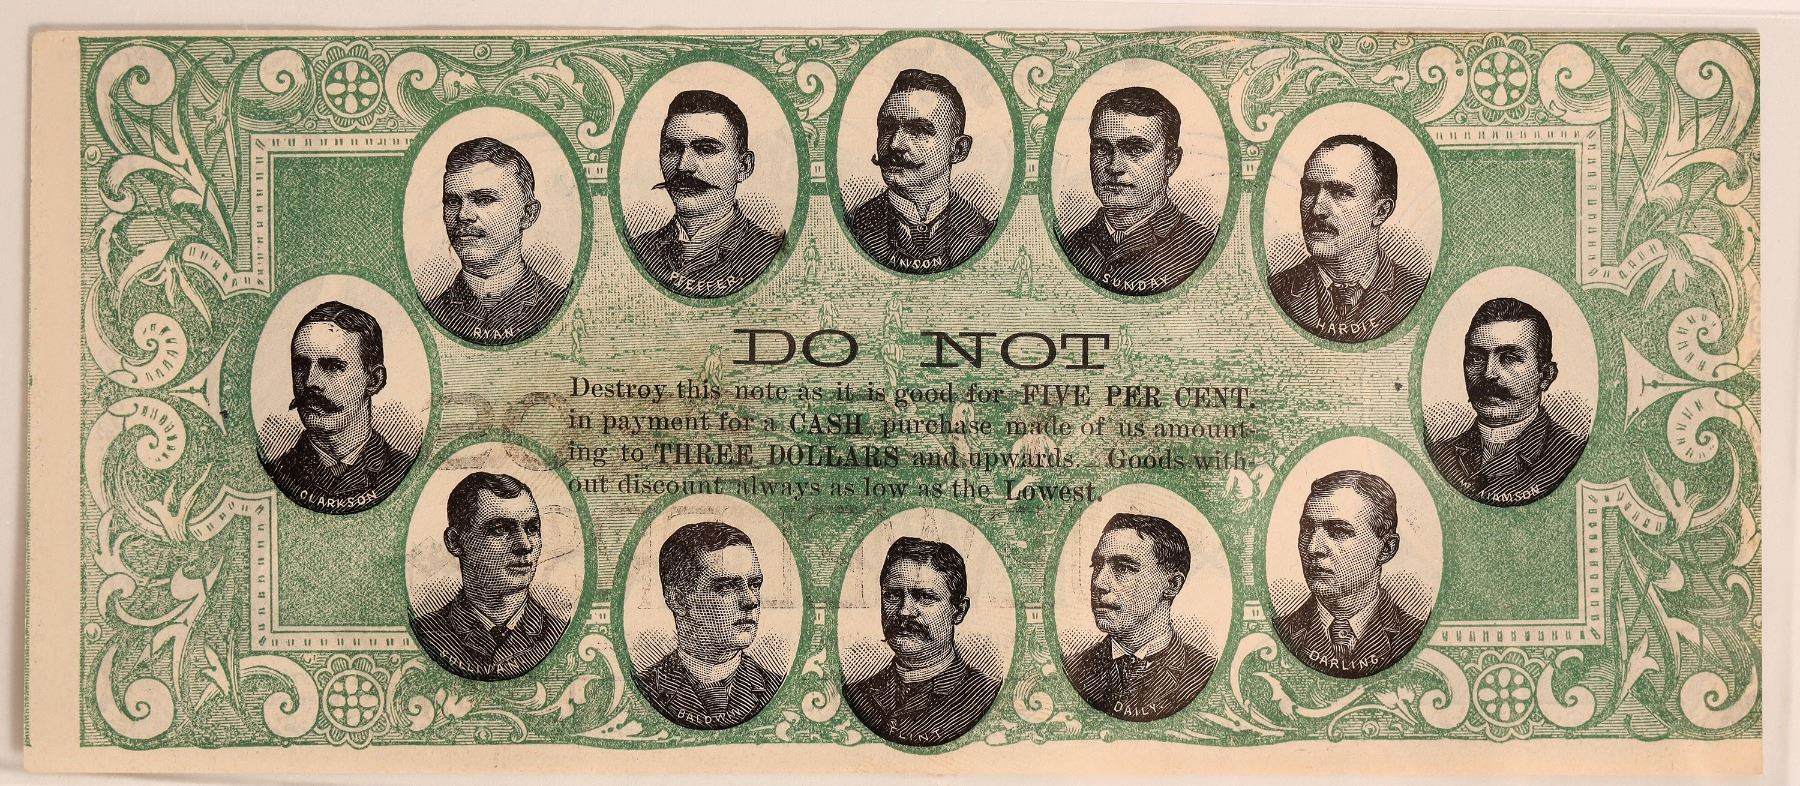 RYAN
PFEFFER
ANSON
SUNDAY
HARDIE
CLARKSON
DO NOT
Destroy this note as it is good for FIVE PER CENT.
in payment for a CASH purchase made of us amount-
ing to THREE DOLLARS and upwards. Goods with-
out discount always as low as the Lowest.
SULLIVAN
BALDWIN
FLINT
DAILY
DARLING